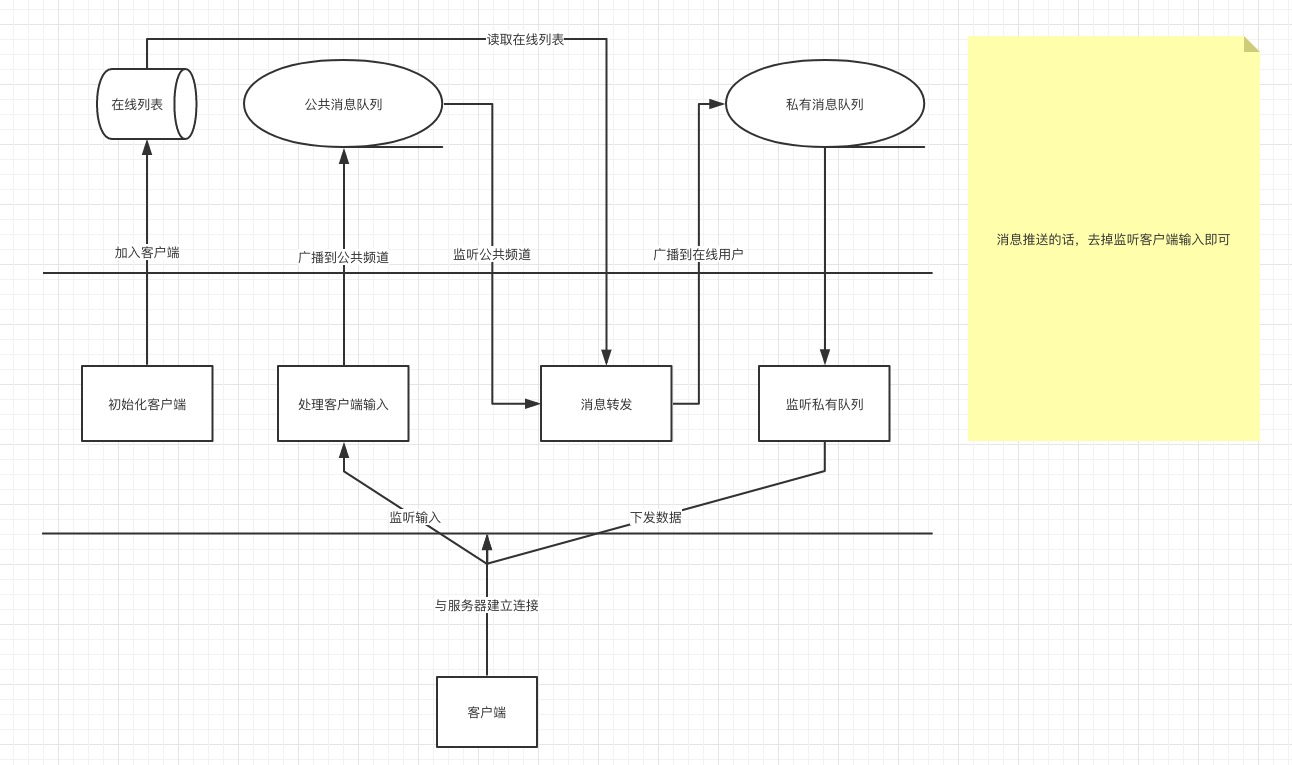 读取在线列表
在线列表
公共消息队列
私有消息队列
加入客户端
广播到公共频道
监听公共频道
广播到在线用户
消息推送的话，去掉监听客户端输入即可
初始化客户端
处理客户端输入
消息转发
监听私有队列
监听输入
下发数据
与服务器建立连接
客户端